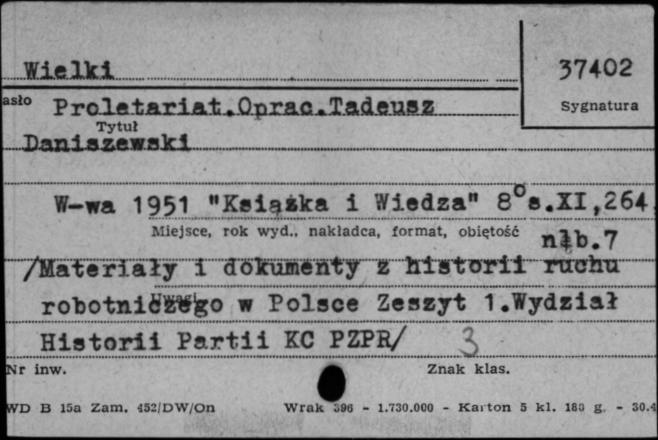 Wielki
37402
Sygnatura
asło Proletariat.Oprac.Tadeusz
Tytuł
Daniszewski
W-wa 1951 "Książka i Wiedza" 8°s.XI,264.
Miejsce, rok wyd., nakładca, format, obiętość
nlb.7
/Materiały i dokumenty z historii ruchu
Uwagi
robotniczego w Polsce Zeszyt 1.Wydział
Historii Partii KC PZPR/ 3
Nr inw.
Znak klas.
WD B 15a Zam. 452/DW/On Wrak 396 - 1.730.000 - Karton 5 kl. 180 g. - 30.4